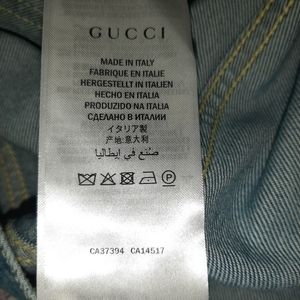 GUCCI
MADE IN ITALY
FABRIQUE EN ITALIE
HERGESTELLT IN ITALIEN
HECHO EN ITALIA
PRODUZIDO NA ITALIA
СДЕЛАНО В ИТАЛИИ
イタリア製
产地:意大利
صنع في إيطاليا
CA37394 CA14517